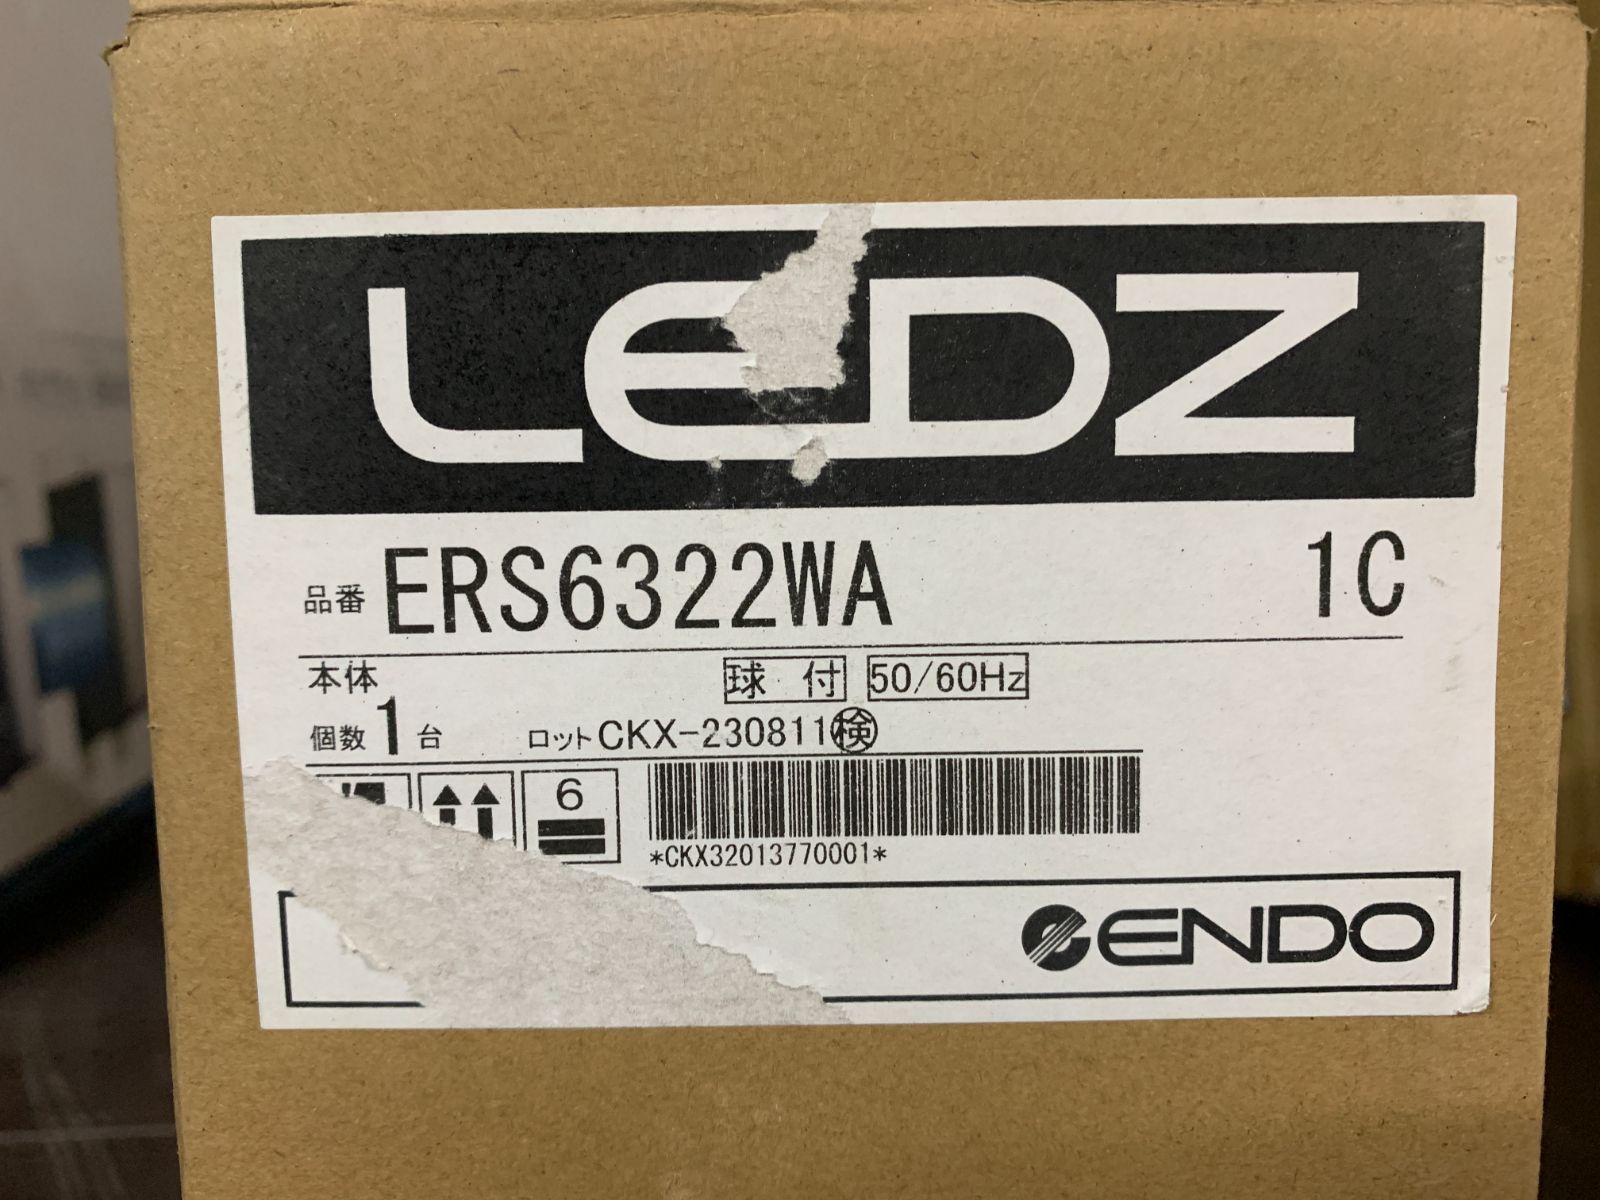 LEDZ
品番 ERS6322WA 1C
本体 球 付 50/60Hz
個数 1 台 ロット CKX-230811 検
6
*CKX32013770001*
ENDO